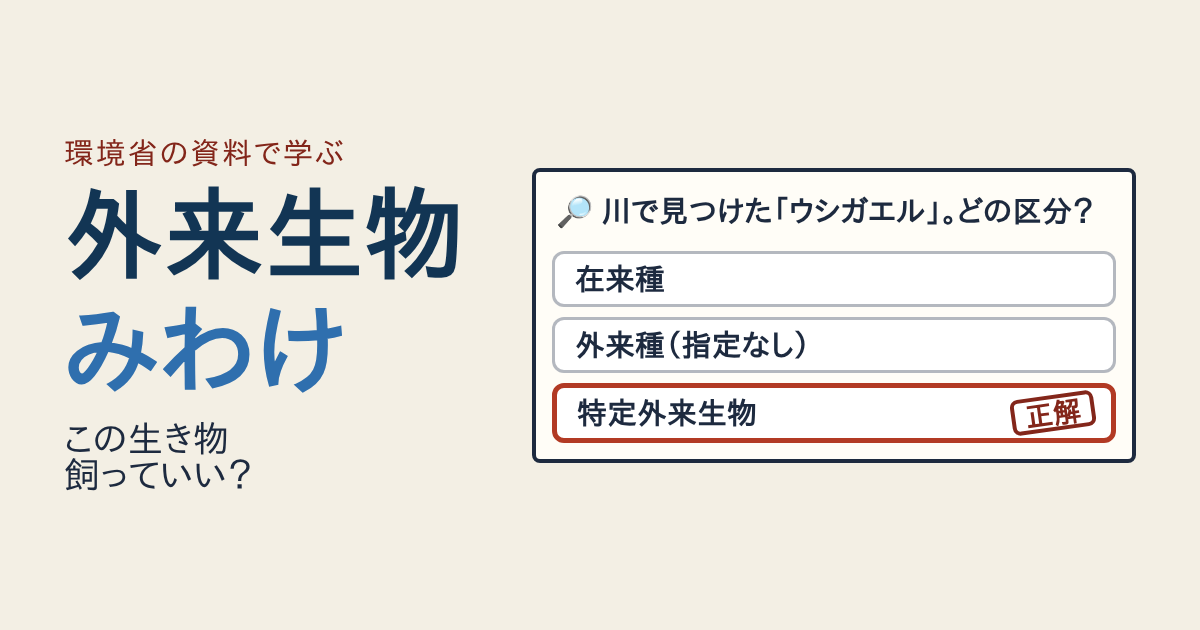 環境省の資料で学ぶ
外来生物
みわけ
この生き物
飼っていい？
川で見つけた「ウシガエル」。どの区分？
在来種
外来種（指定なし）
特定外来生物
正解